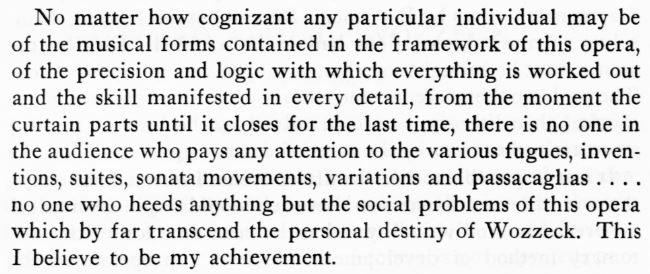 No matter how cognizant any particular individual may be
of the musical forms contained in the framework of this opera,
of the precision and logic with which everything is worked out
and the skill manifested in every detail, from the moment the
curtain parts until it closes for the last time, there is no one in
the audience who pays any attention to the various fugues, inven-
tions, suites, sonata movements, variations and passacaglias . . . .
no one who heeds anything but the social problems of this opera
which by far transcend the personal destiny of Wozzeck. This
I believe to be my achievement.